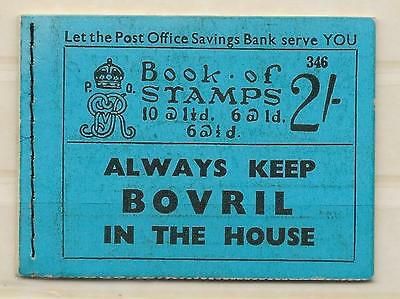 Let the Post Office Savings Bank serve YOU
346
P. O.
Book · of
STAMPS
2/-
10 @ 1½d. 6 @ 1d.
6 @ ½d.
ALWAYS KEEP
BOVRIL
IN THE HOUSE